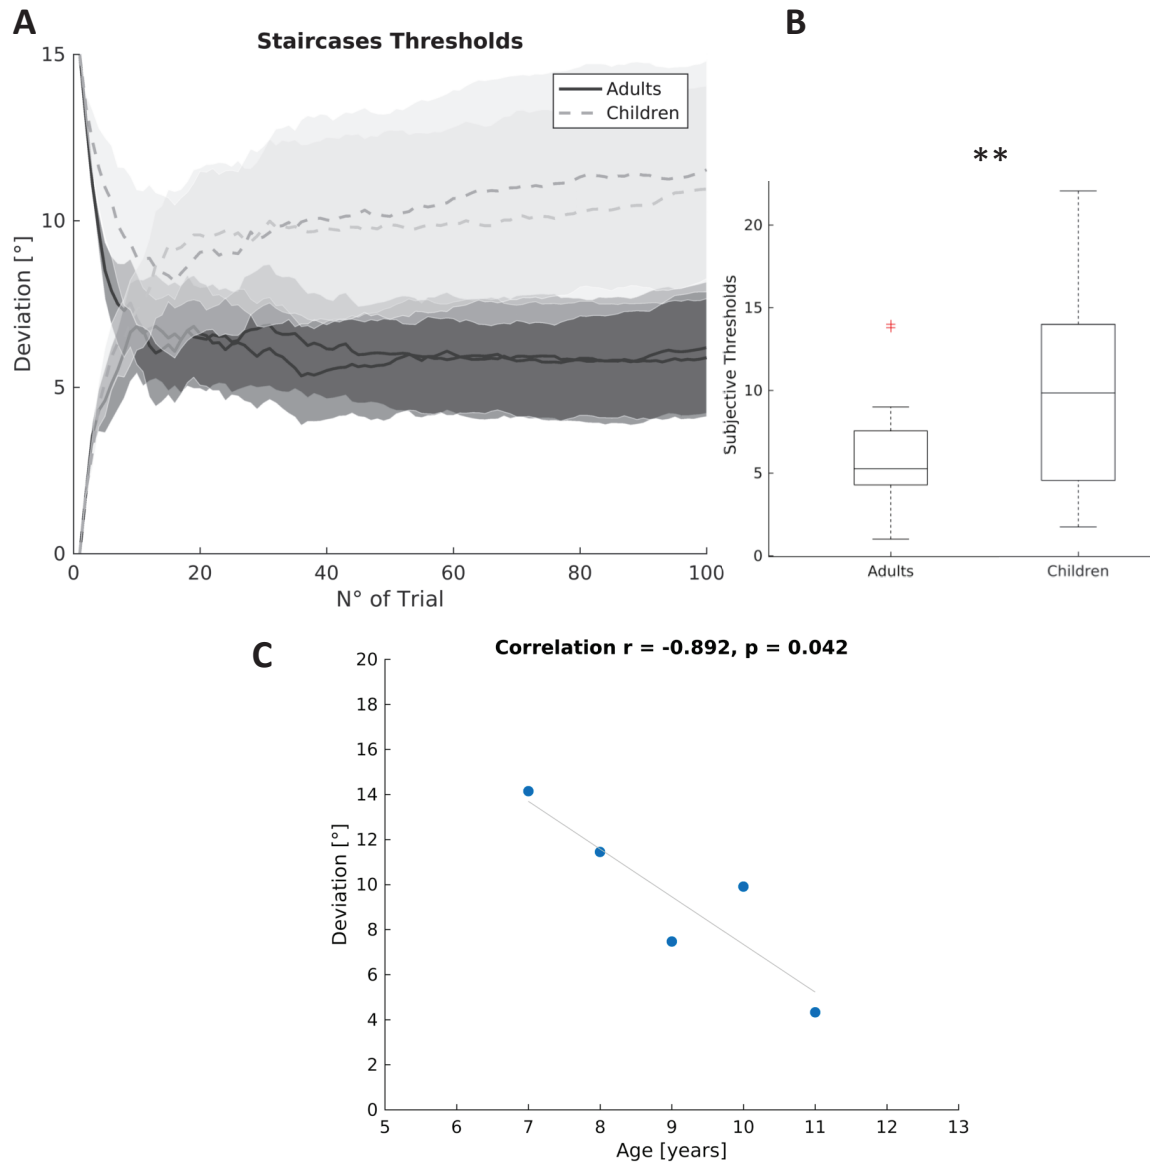 A
Staircases Thresholds
15
10
5
0
Deviation [°]
Adults
Children
0 20 40 60 80 100
N° of Trial
B
**
20
15
10
5
0
Subjective Thresholds
Adults Children
C
Correlation r = -0.892, p = 0.042
20
18
16
14
12
10
8
6
4
2
0
Deviation [°]
5 6 7 8 9 10 11 12 13
Age [years]